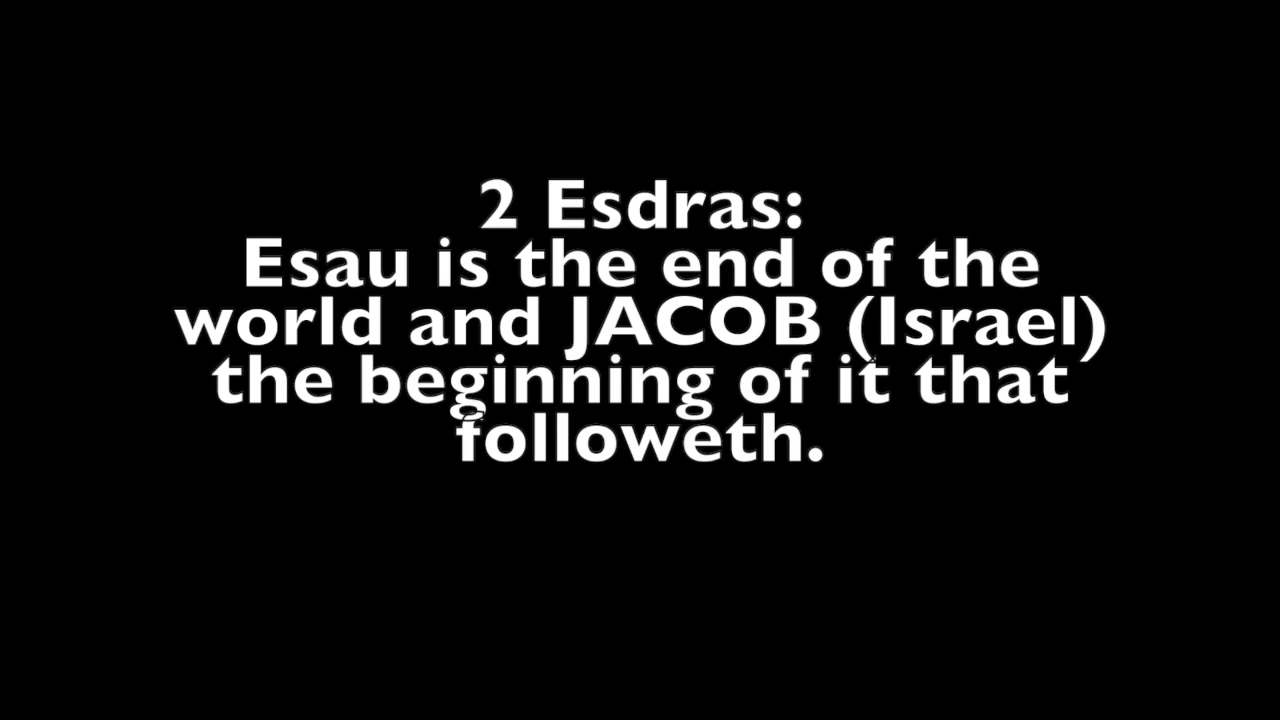 2 Esdras:
Esau is the end of the
world and JACOB (Israel)
the beginning of it that
followeth.